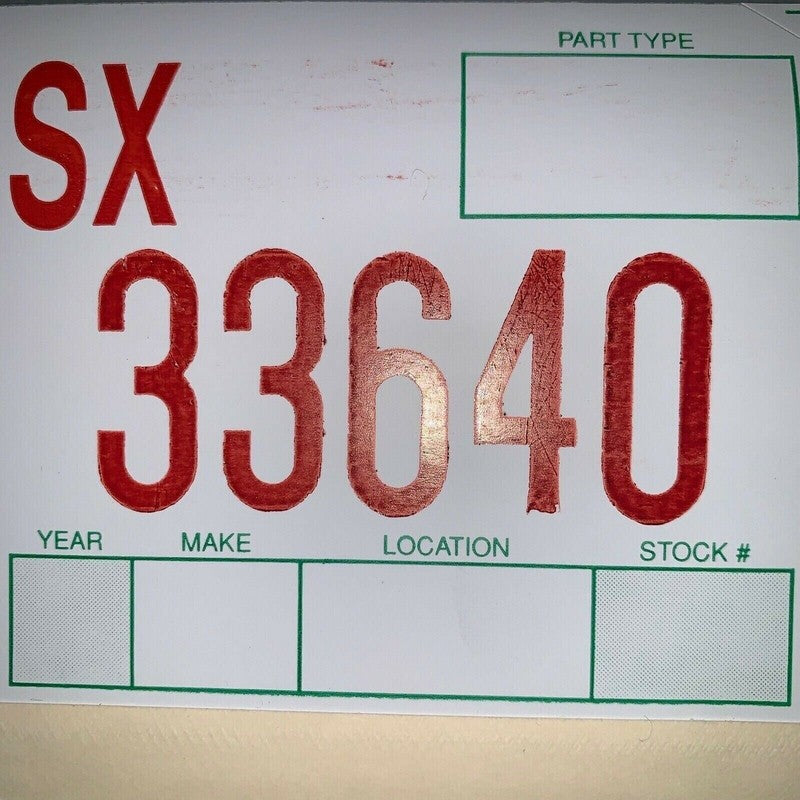 PART TYPE
SX
33640
YEAR MAKE LOCATION STOCK #